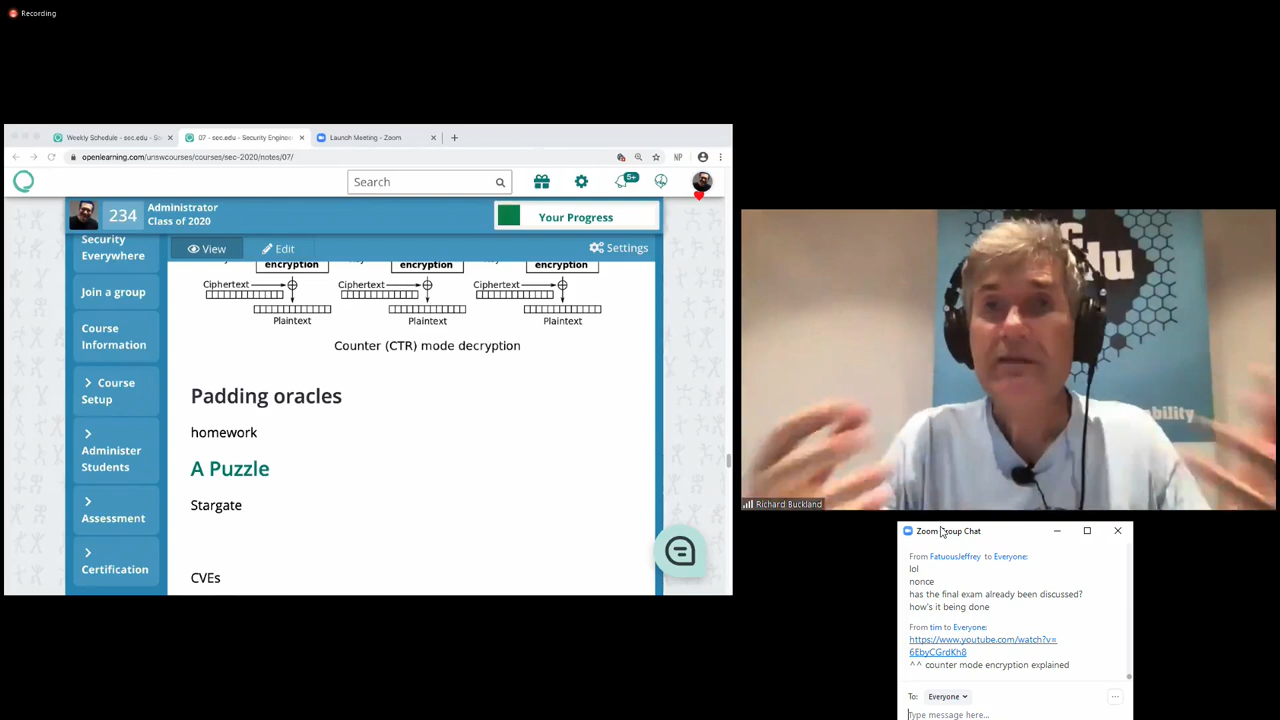 Recording
Weekly Schedule - sec.edu - Se
07 - sec.edu - Security Enginee
Launch Meeting - Zoom
openlearning.com/unswcourses/courses/sec-2020/notes/07/
NP
Search
5+
234
Administrator
Class of 2020
Your Progress
Security
Everywhere
View
Edit
Settings
encryption
encryption
encryption
Ciphertext
Ciphertext
Ciphertext
Plaintext
Plaintext
Plaintext
Join a group
Course
Information
Counter (CTR) mode decryption
Course
Setup
Padding oracles
homework
Administer
Students
A Puzzle
Stargate
Assessment
Certification
CVEs
du
ability
Richard Buckland
Zoom Group Chat
From FatuousJeffrey to Everyone:
lol
nonce
has the final exam already been discussed?
how's it being done
From tim to Everyone:
https://www.youtube.com/watch?v=
6EbyCGrdKh8
^^ counter mode encryption explained
To: Everyone
Type message here...